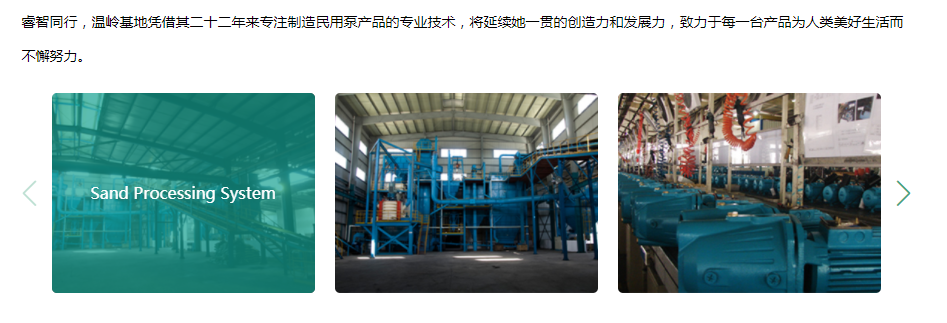 睿智同行，温岭基地凭借其二十二年来专注制造民用泵产品的专业技术，将延续她一贯的创造力和发展力，致力于每一台产品为人类美好生活而
不懈努力。
Sand Processing System